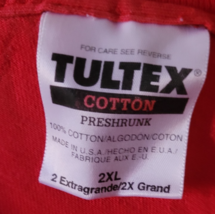 FOR CARE SEE REVERSE
TULTEX®
COTTON
PRESHRUNK
100% COTTON/ALGODON/COTON
MADE IN U.S.A./HECHO EN E.U.A./
FABRIQUE AUX E./U.
2XL
2 Extragrande/2X Grand